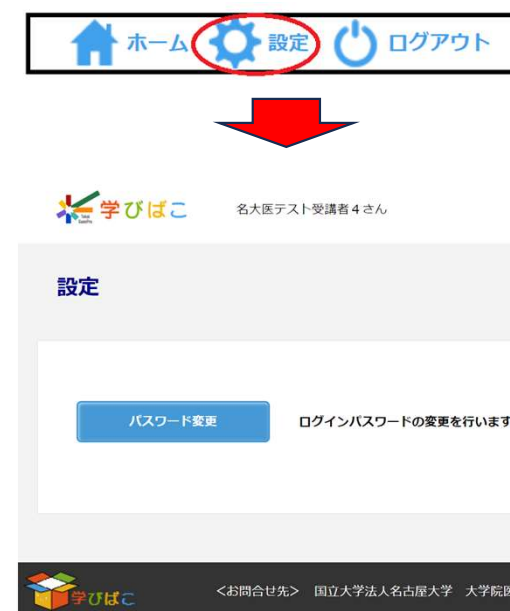 ホーム 設定 ログアウト
学びばこ 名大医テスト受講者4さん
設定
パスワード変更 ログインパスワードの変更を行います
学びばこ <お問合せ先> 国立大学法人名古屋大学 大学院医